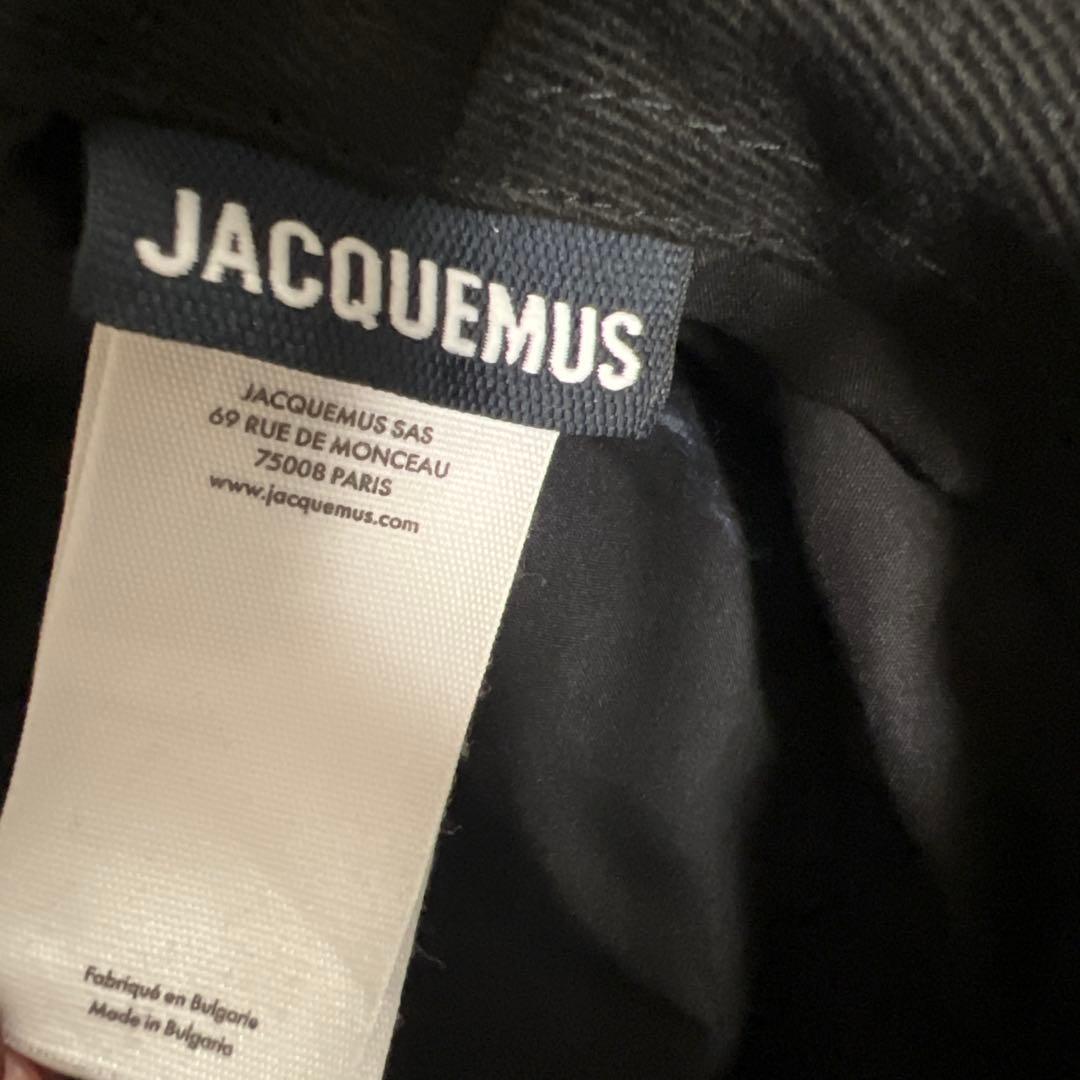 JACQUEMUS
JACQUEMUS SAS
69 RUE DE MONCEAU
75008 PARIS
www.jacquemus.com
Fabriqué en Bulgarie
Made in Bulgaria